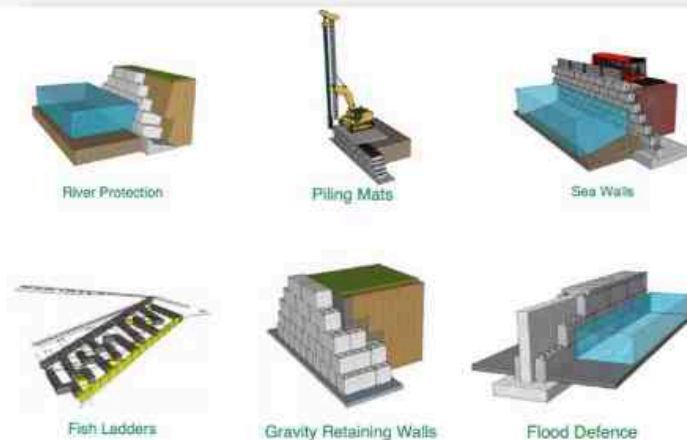 River Protection
Piling Mats
Sea Walls
Fish Ladders
Gravity Retaining Walls
Flood Defence